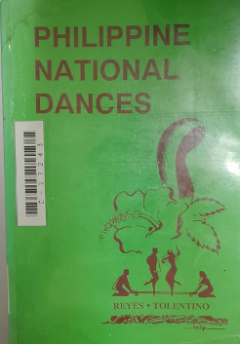 PHILIPPINE
NATIONAL
DANCES
REYES • TOLENTINO